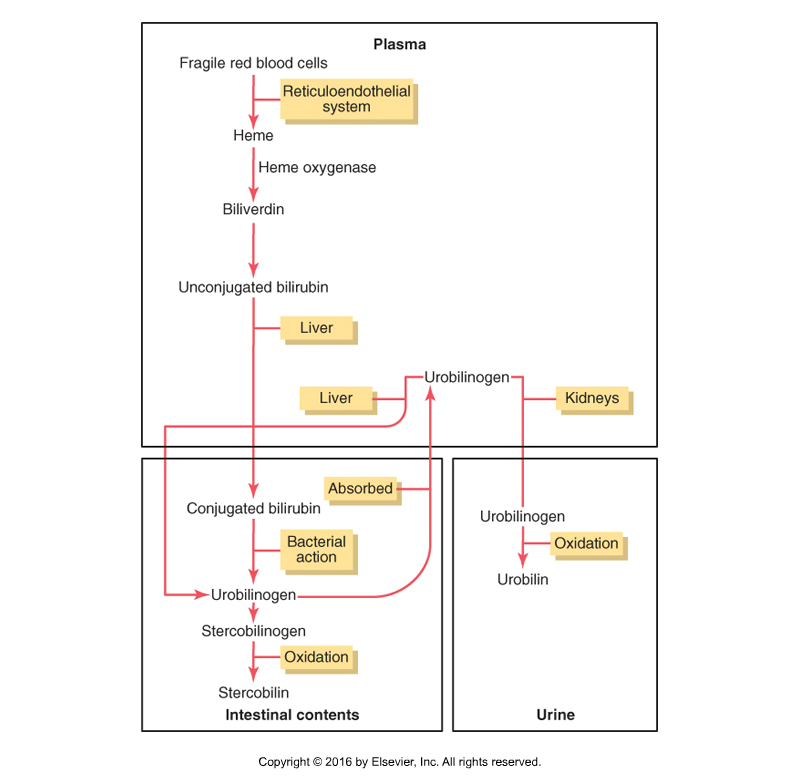 Plasma
Fragile red blood cells
Reticuloendothelial
system
Heme
Heme oxygenase
Biliverdin
Unconjugated bilirubin
Liver
Urobilinogen
Liver
Kidneys
Absorbed
Conjugated bilirubin
Urobilinogen
Bacterial
action
Oxidation
Urobilin
Urobilinogen
Stercobilinogen
Oxidation
Stercobilin
Intestinal contents
Urine
Copyright © 2016 by Elsevier, Inc. All rights reserved.